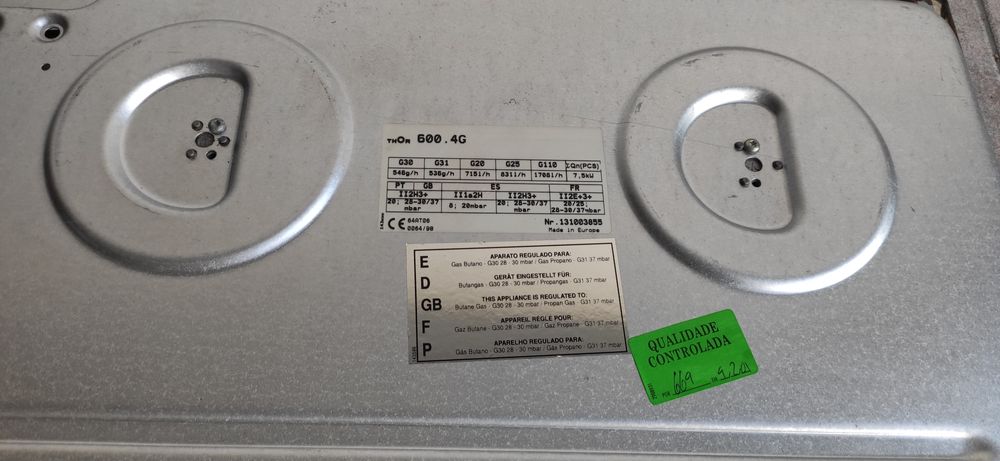 THOR 600.4G
G30 G31 G20 G25 G110 ΣQn(PCS)
546g/h 536g/h 715l/h 831l/h 1708l/h 7,5kW
PT GB ES FR
II2H3+ II1a2H II2H3+ II2E+3+
20; 28-30/37 mbar 8; 20mbar 20; 28-30/37 mbar 20/25; 28-30/37mbar
CE 64AT06
0064/98
Nr.131003855
Made in Europe
E APARATO REGULADO PARA:
Gas Butano - G30 28 - 30 mbar / Gas Propano - G31 37 mbar
D GERÄT EINGESTELLT FÜR:
Butangas - G30 28 - 30 mbar / Propangas - G31 37 mbar
GB THIS APPLIANCE IS REGULATED TO:
Butane Gas - G30 28 - 30 mbar / Propan Gas - G31 37 mbar
F APPAREIL RÉGLE POUR:
Gaz Butane - G30 28 - 30 mbar / Gaz Propane - G31 37 mbar
P APARELHO REGULADO PARA:
Gás Butano - G30 28 - 30 mbar / Gás Propano - G31 37 mbar
QUALIDADE
CONTROLADA
POR 669 EM